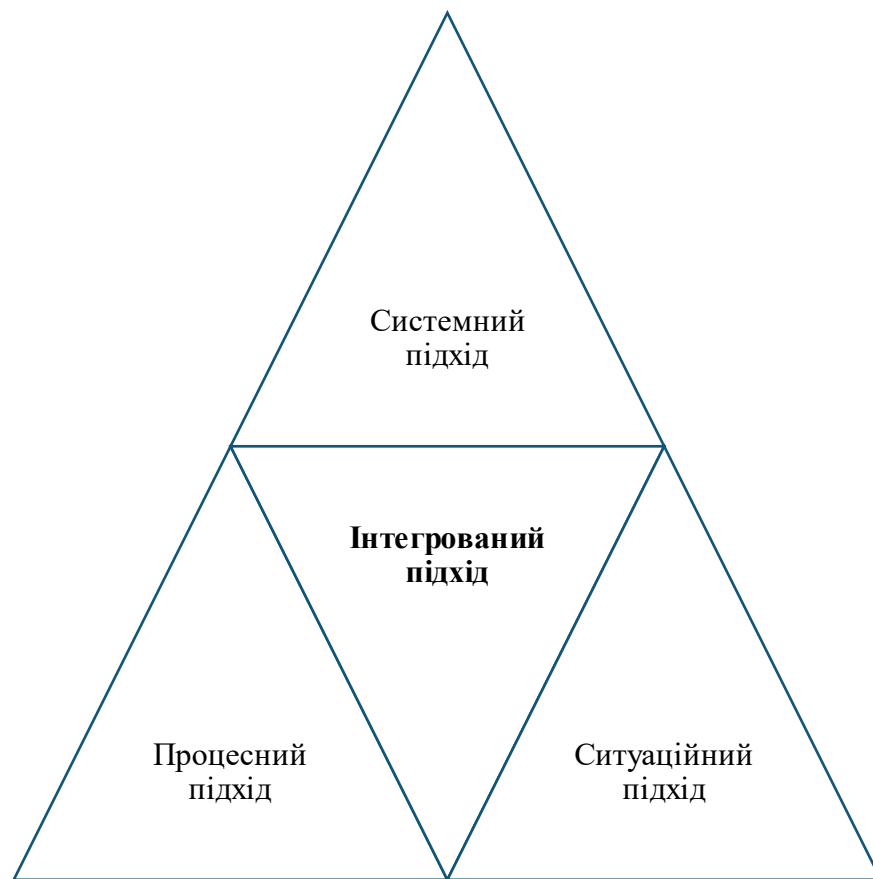 Системний
підхід
Інтегрований
підхід
Процесний
підхід
Ситуаційний
підхід